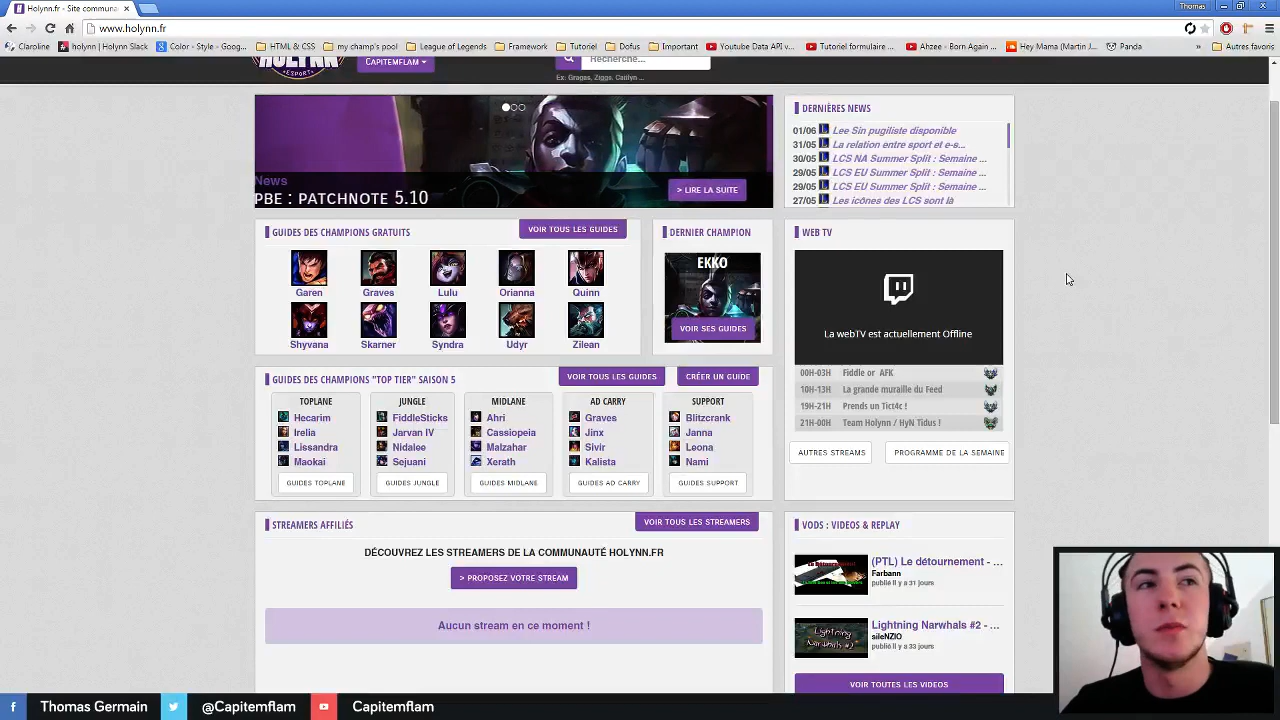 Holynn.fr - Site communa
Thomas
www.holynn.fr
Claroline
holynn | Holynn Slack
Color - Style - Goog...
HTML & CSS
my champ's pool
League of Legends
Framework
Tutoriel
Dofus
Important
Youtube Data API v...
Tutoriel formulaire ...
Ahzee - Born Again ...
Hey Mama (Martin J...
Panda
»
Autres favoris
HOLYNN
ESPORT
CAPITEMFLAM
Recherche...
Ex: Grages, Ziggs, Caitlyn ...
News
PBE : PATCHNOTE 5.10
> LIRE LA SUITE
DERNIÈRES NEWS
01/06 Lee Sin pugiliste disponible
31/05 La relation entre sport et e-s...
30/05 LCS NA Summer Split : Semaine ...
29/05 LCS EU Summer Split : Semaine ...
29/05 LCS EU Summer Split : Semaine ...
27/05 Les icônes des LCS sont là
GUIDES DES CHAMPIONS GRATUITS
VOIR TOUS LES GUIDES
Garen Graves Lulu Orianna Quinn
Shyvana Skarner Syndra Udyr Zilean
DERNIER CHAMPION
EKKO
VOIR SES GUIDES
WEB TV
La webTV est actuellement Offline
00H-03H Fiddle or AFK
10H-13H La grande muraille du Feed
19H-21H Prends un Tict4c !
21H-00H Team Holynn / HyN Tidus !
AUTRES STREAMS
PROGRAMME DE LA SEMAINE
GUIDES DES CHAMPIONS "TOP TIER" SAISON 5
VOIR TOUS LES GUIDES
CRÉER UN GUIDE
TOPLANE
Hecarim
Irelia
Lissandra
Maokai
GUIDES TOPLANE
JUNGLE
FiddleSticks
Jarvan IV
Nidalee
Sejuani
GUIDES JUNGLE
MIDLANE
Ahri
Cassiopeia
Malzahar
Xerath
GUIDES MIDLANE
AD CARRY
Graves
Jinx
Sivir
Kalista
GUIDES AD CARRY
SUPPORT
Blitzcrank
Janna
Leona
Nami
GUIDES SUPPORT
STREAMERS AFFILIÉS
VOIR TOUS LES STREAMERS
DÉCOUVREZ LES STREAMERS DE LA COMMUNAUTÉ HOLYNN.FR
> PROPOSEZ VOTRE STREAM
Aucun stream en ce moment !
VODS : VIDEOS & REPLAY
(PTL) Le détournement - ...
Farbann
publié il y a 31 jours
Lightning Narwhals #2 - ...
sileNZIO
publié il y a 33 jours
Lightning
Narwhals #2
VOIR TOUTES LES VIDEOS
Thomas Germain
@Capitemflam
Capitemflam